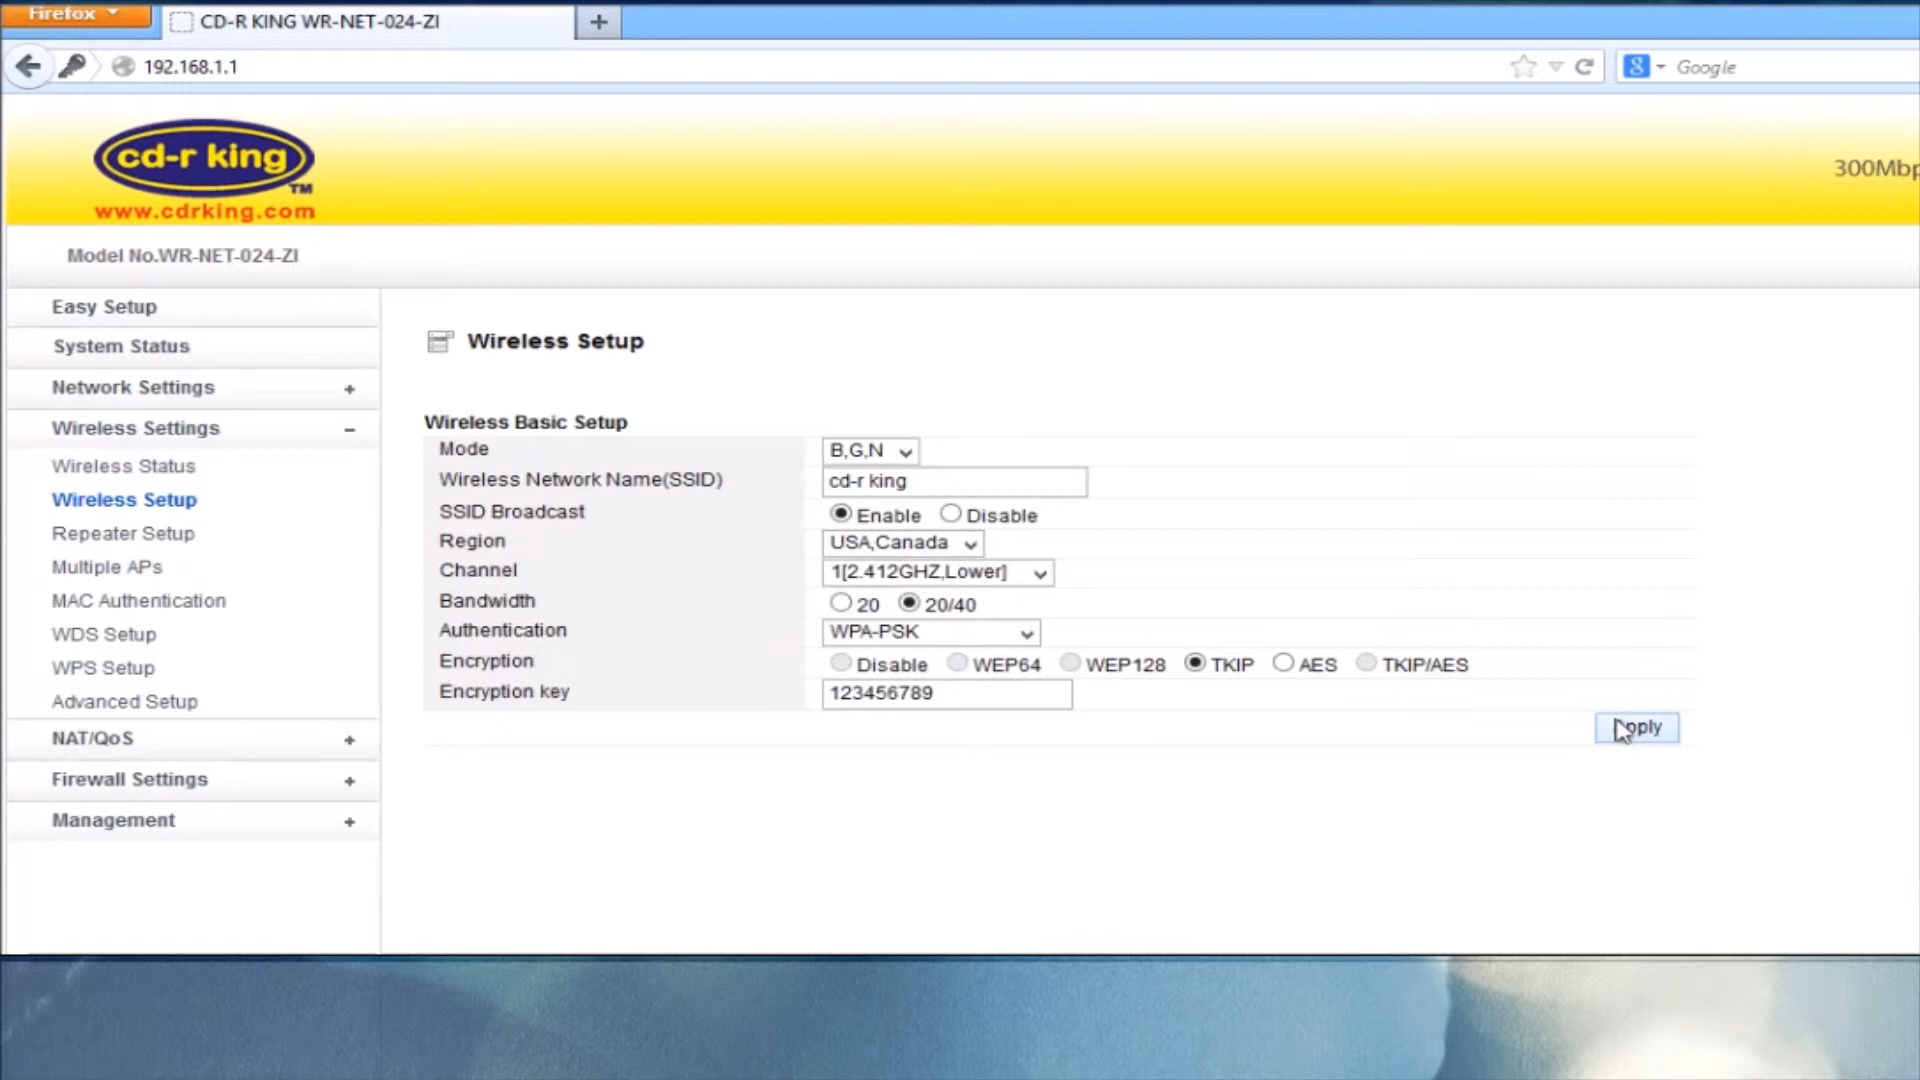 Firefox
CD-R KING WR-NET-024-ZI
192.168.1.1
8
Google
cd-r king
TM
www.cdrking.com
300Mbp
Model No.WR-NET-024-ZI
Easy Setup
System Status
Network Settings +
Wireless Settings –
Wireless Status
Wireless Setup
Repeater Setup
Multiple APs
MAC Authentication
WDS Setup
WPS Setup
Advanced Setup
NAT/QoS +
Firewall Settings +
Management +
Wireless Setup
Wireless Basic Setup
Mode B,G,N
Wireless Network Name(SSID) cd-r king
SSID Broadcast Enable Disable
Region USA,Canada
Channel 1[2.412GHZ,Lower]
Bandwidth 20 20/40
Authentication WPA-PSK
Encryption Disable WEP64 WEP128 TKIP AES TKIP/AES
Encryption key 123456789
Apply